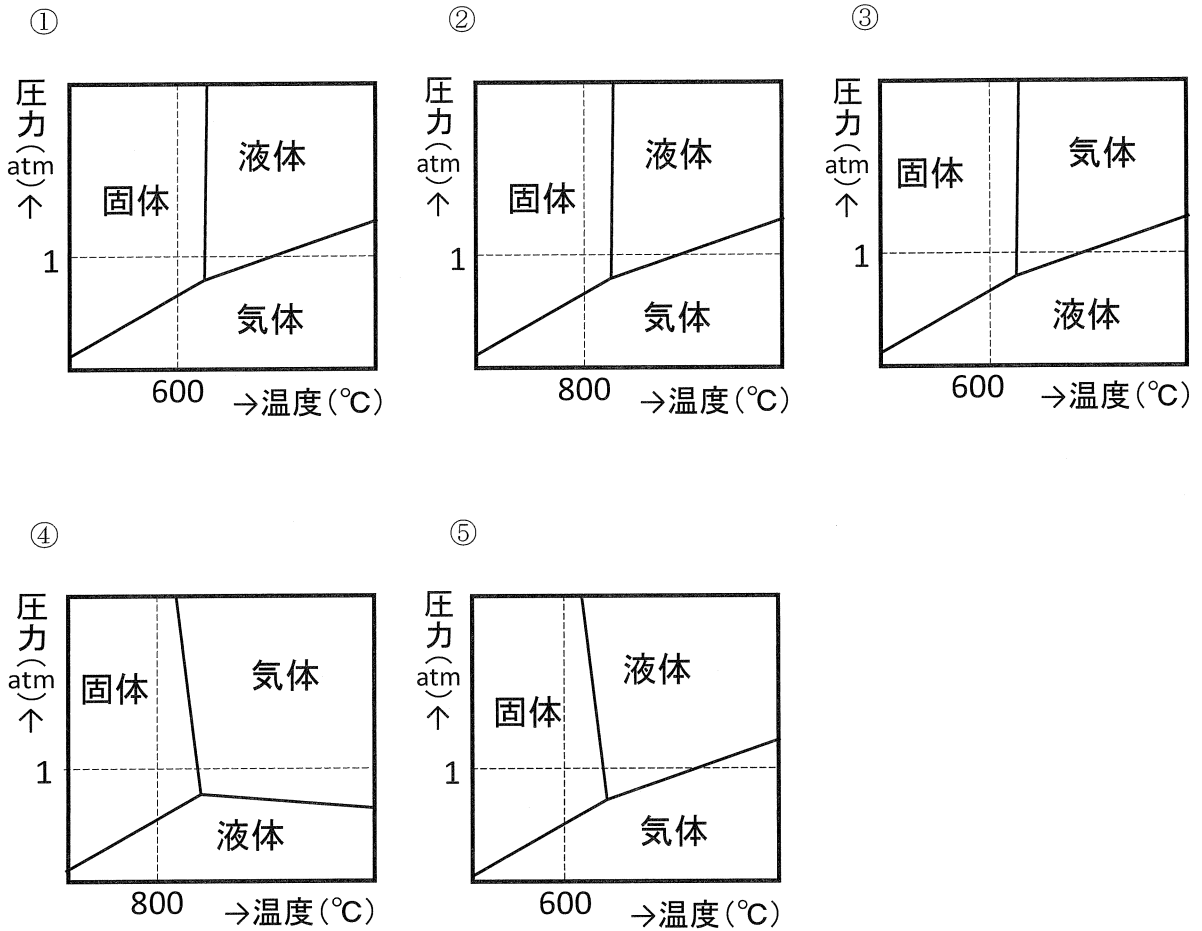 ①
圧力(atm)→
固体
液体
気体
1
600
→温度(℃)
②
圧力(atm)→
固体
液体
気体
1
800
→温度(℃)
③
圧力(atm)→
固体
気体
液体
1
600
→温度(℃)
④
圧力(atm)→
固体
気体
液体
1
800
→温度(℃)
⑤
圧力(atm)→
固体
液体
気体
1
600
→温度(℃)